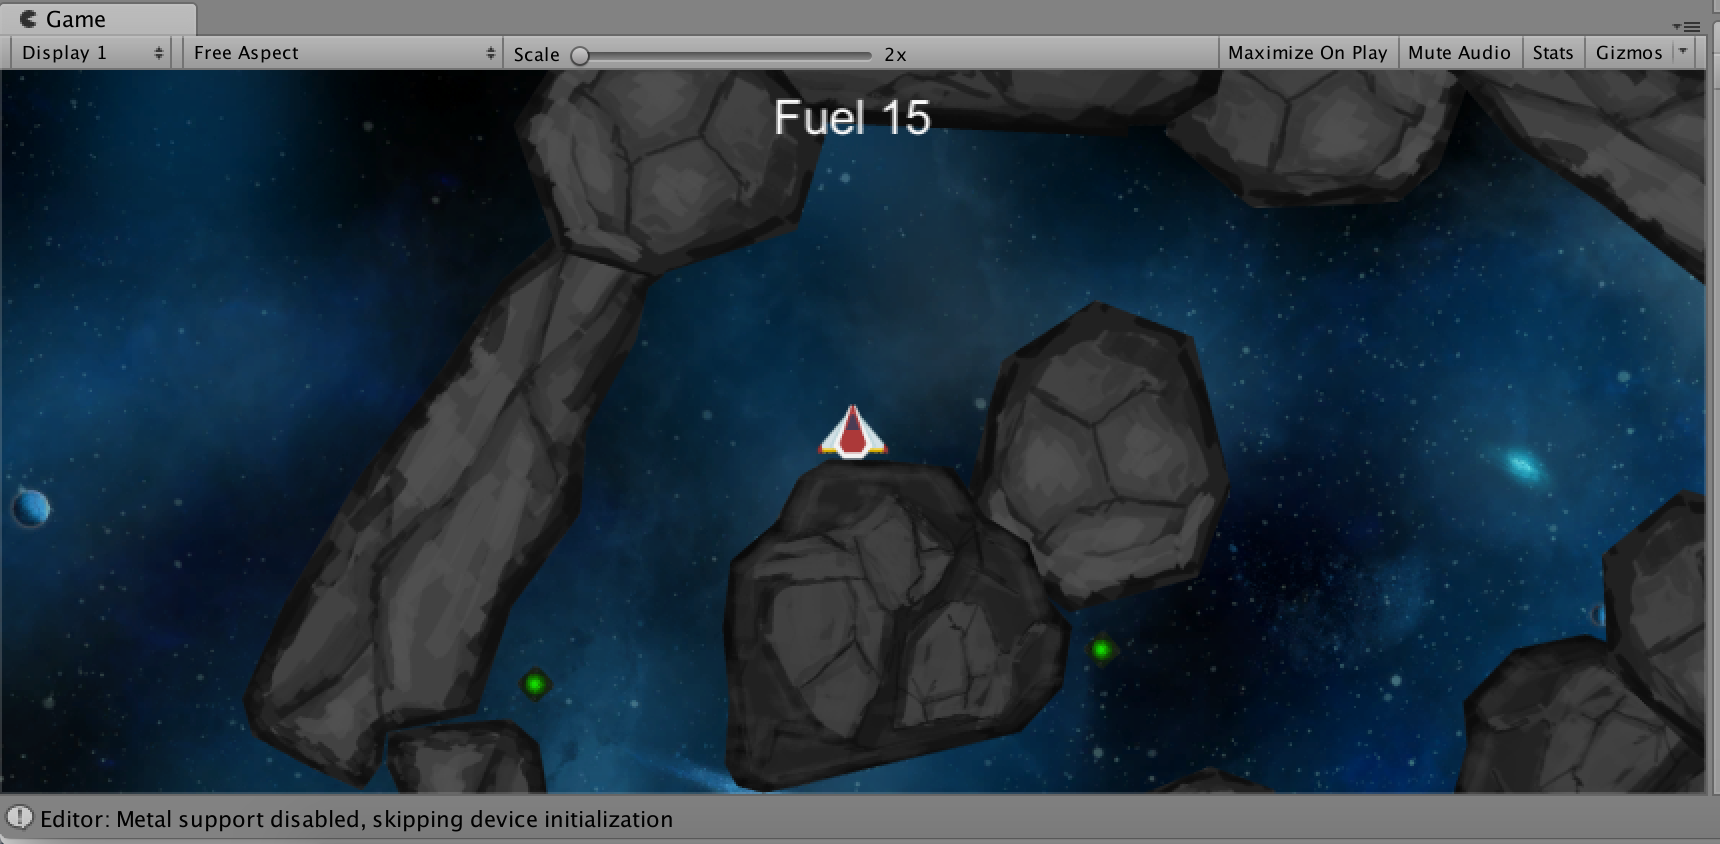 Game
Display 1 Free Aspect Scale 2x Maximize On Play Mute Audio Stats Gizmos
Fuel 15
Editor: Metal support disabled, skipping device initialization